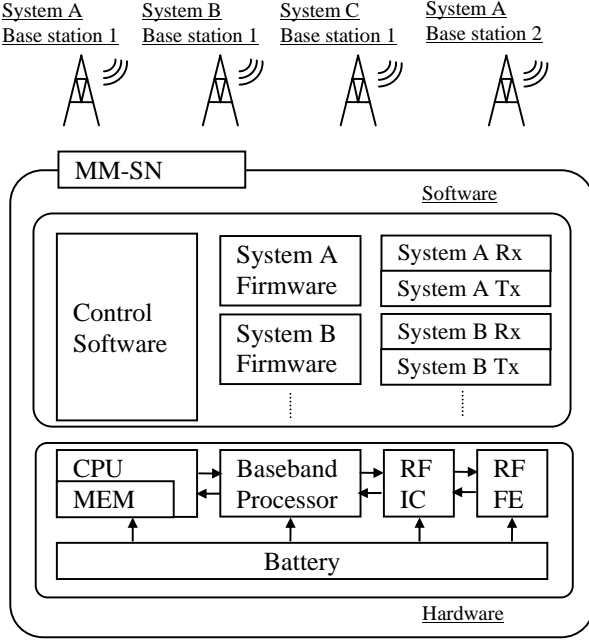 System A
Base station 1
System B
Base station 1
System C
Base station 1
System A
Base station 2
MM-SN
Software
Control
Software
System A
Firmware
System B
Firmware
System A Rx
System A Tx
System B Rx
System B Tx
CPU
MEM
Baseband
Processor
RF
IC
RF
FE
Battery
Hardware